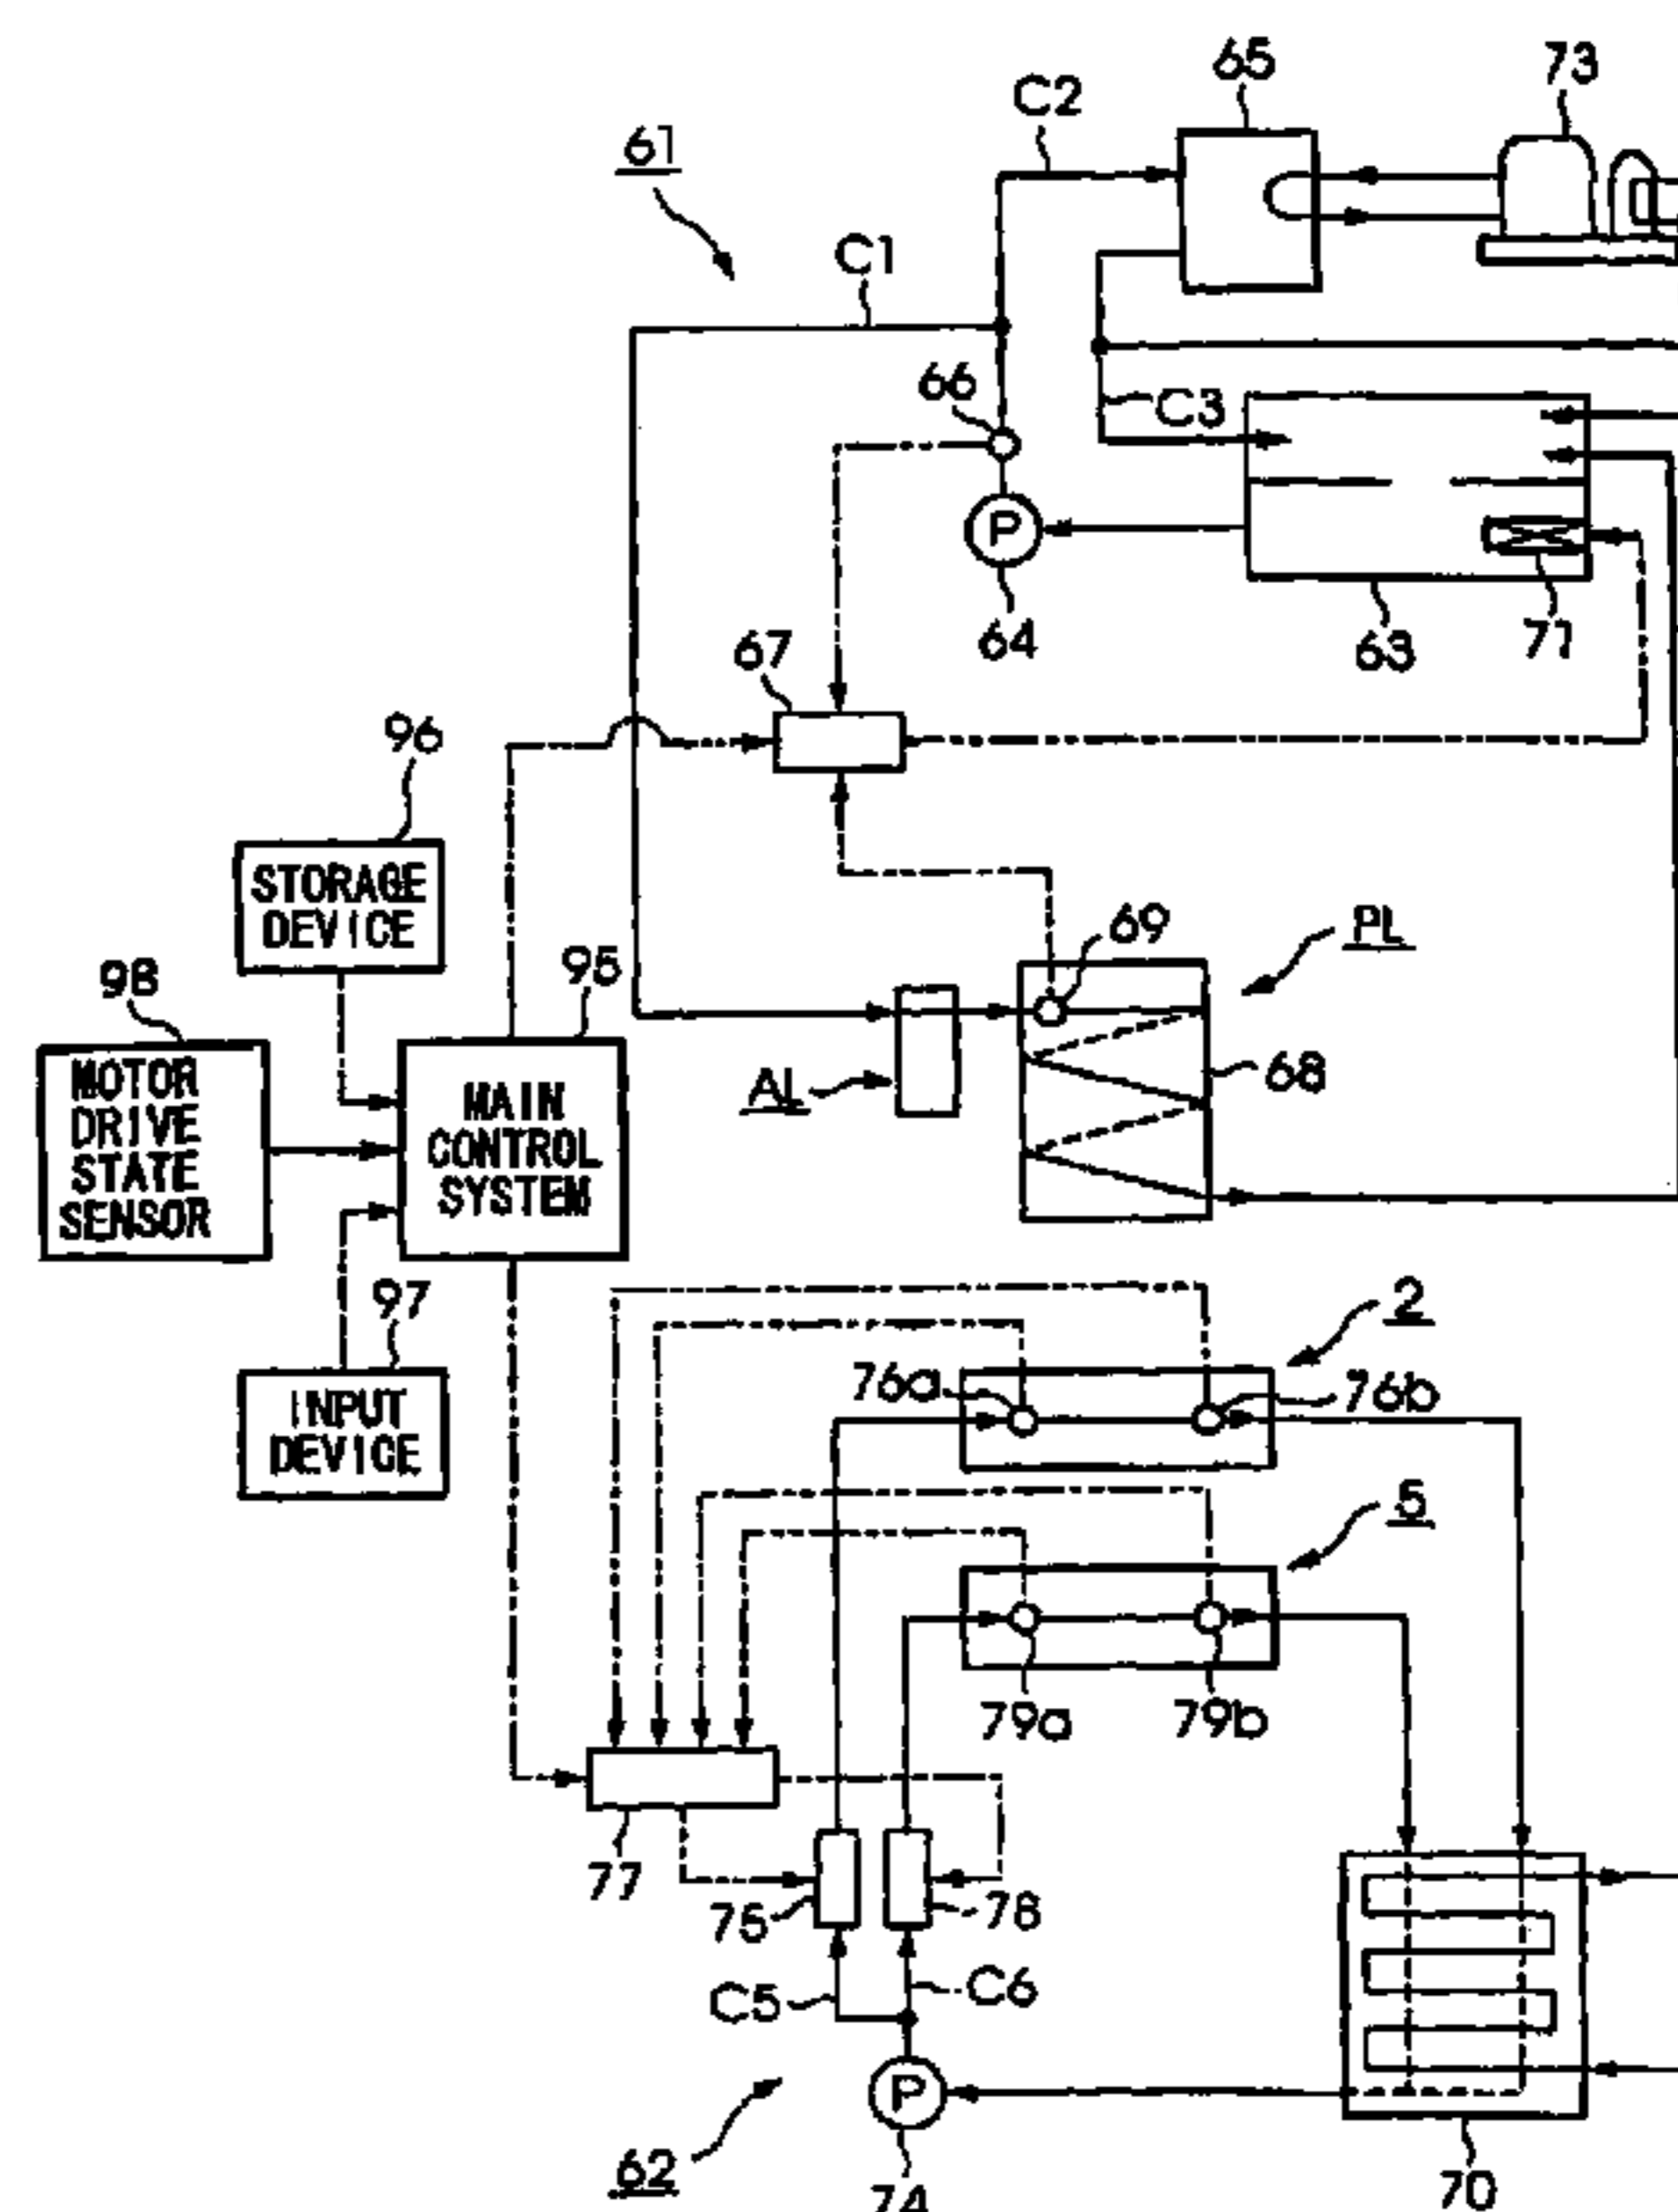 65
73
C2
61
C1
66
C3
P
64
63
71
67
96
STORAGE
DEVICE
69
PL
95
98
MOTOR
DRIVE
STATE
SENSOR
MAIN
CONTROL
SYSTEM
AL
68
97
INPUT
DEVICE
2
76a
76b
5
79a
79b
77
75
78
C5
C6
P
62
74
70